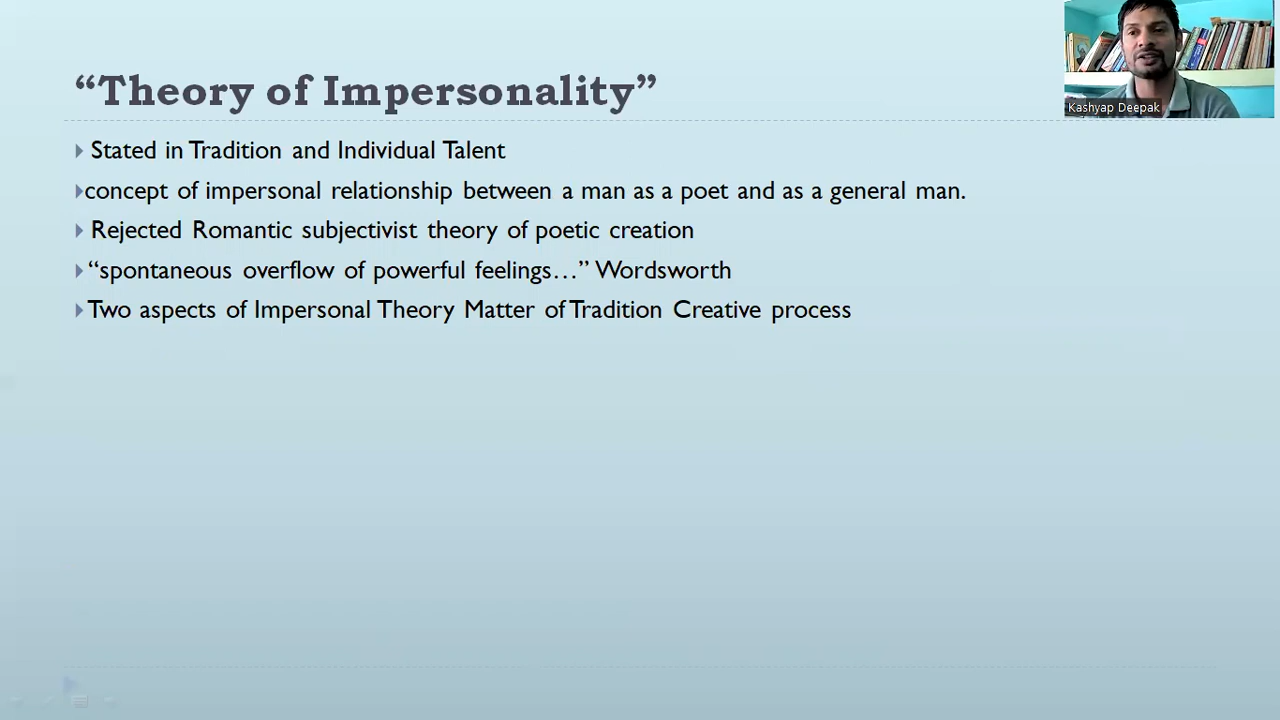 “Theory of Impersonality”
Kashyap Deepak
Stated in Tradition and Individual Talent
concept of impersonal relationship between a man as a poet and as a general man.
Rejected Romantic subjectivist theory of poetic creation
“spontaneous overflow of powerful feelings…” Wordsworth
Two aspects of Impersonal Theory Matter of Tradition Creative process